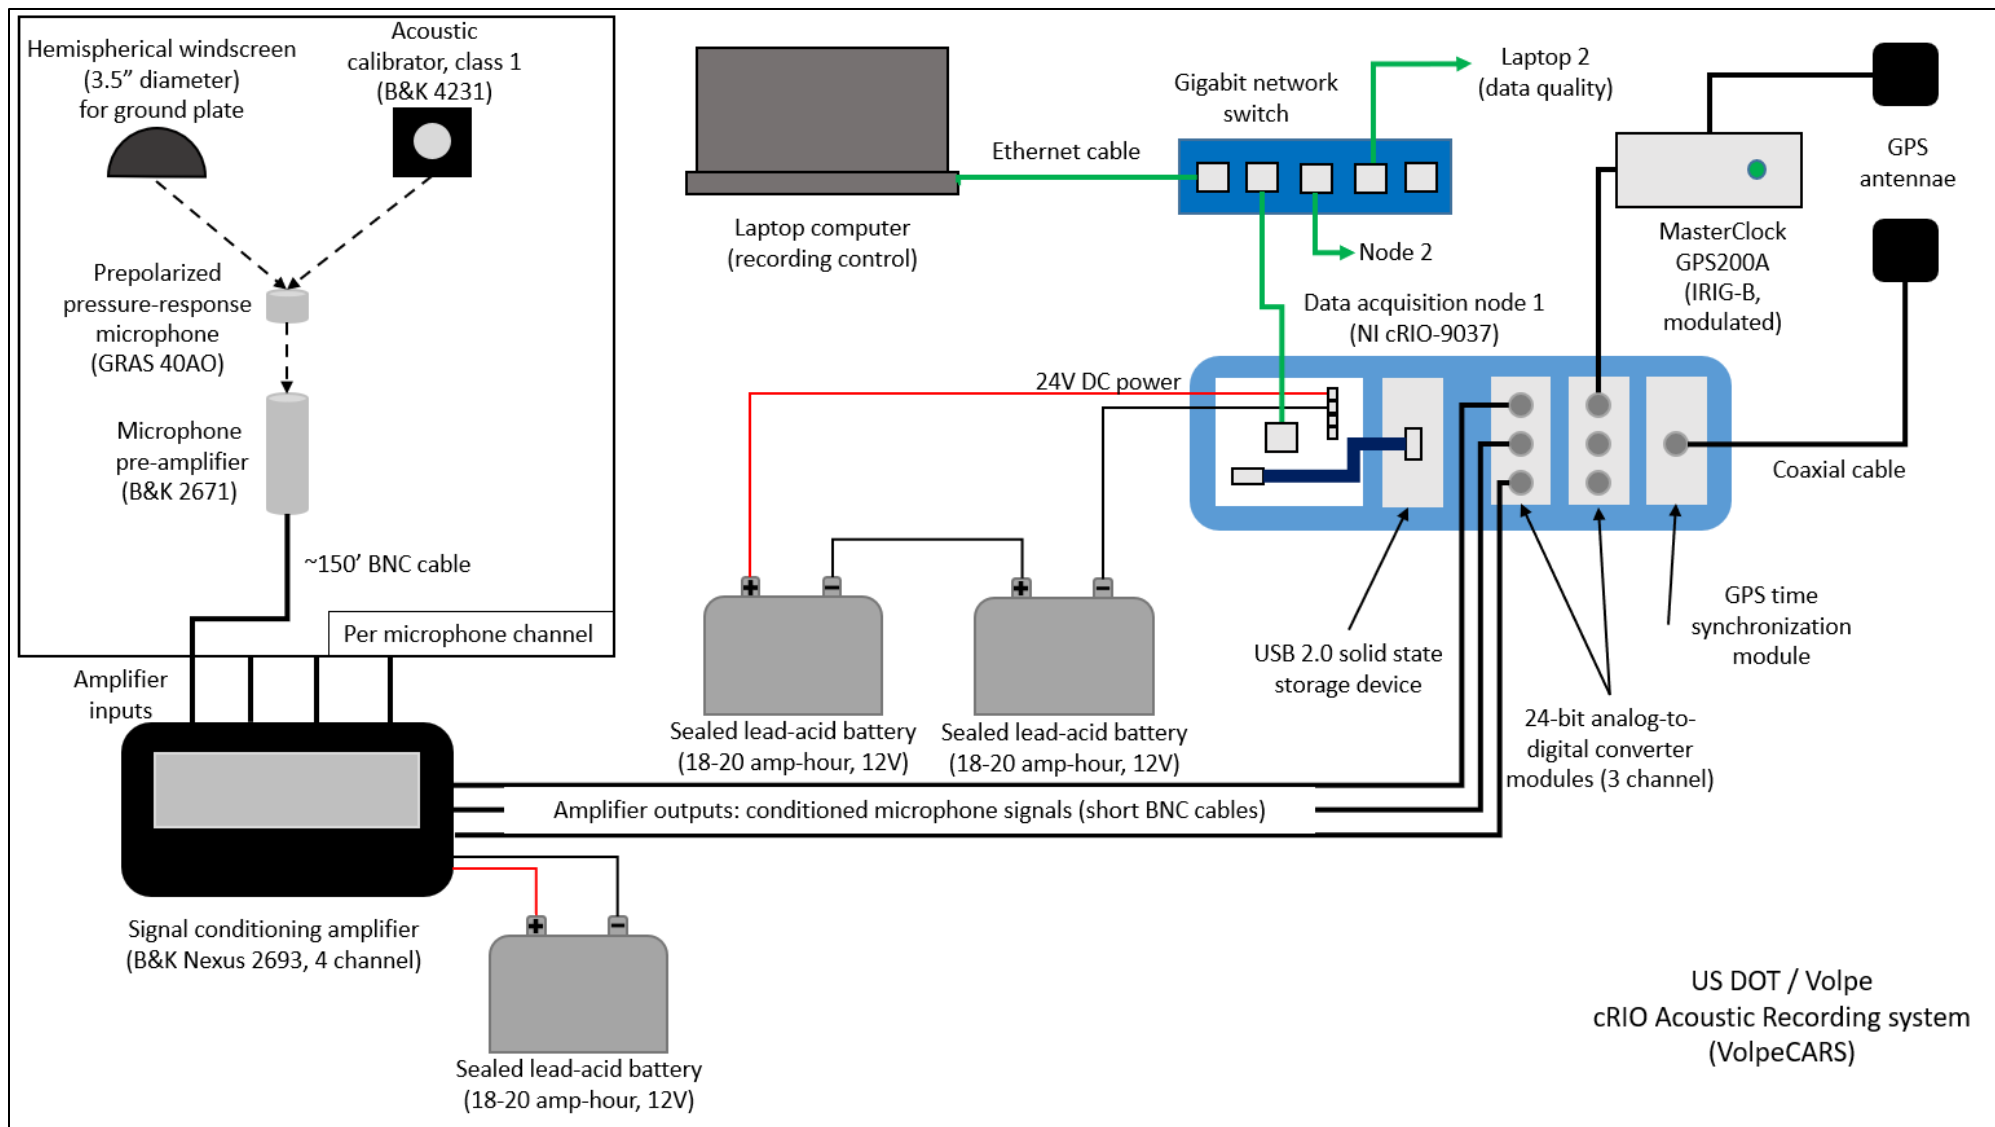 Hemispherical windscreen
(3.5” diameter)
for ground plate
Acoustic
calibrator, class 1
(B&K 4231)
Prepolarized
pressure-response
microphone
(GRAS 40AO)
Microphone
pre-amplifier
(B&K 2671)
~150’ BNC cable
Per microphone channel
Amplifier
inputs
Signal conditioning amplifier
(B&K Nexus 2693, 4 channel)
Laptop computer
(recording control)
Ethernet cable
Gigabit network
switch
Laptop 2
(data quality)
Node 2
GPS
antennae
MasterClock
GPS200A
(IRIG-B,
modulated)
Data acquisition node 1
(NI cRIO-9037)
24V DC power
Coaxial cable
+
−
+
−
Sealed lead-acid battery
(18-20 amp-hour, 12V)
Sealed lead-acid battery
(18-20 amp-hour, 12V)
USB 2.0 solid state
storage device
GPS time
synchronization
module
24-bit analog-to-
digital converter
modules (3 channel)
Amplifier outputs: conditioned microphone signals (short BNC cables)
+
−
Sealed lead-acid battery
(18-20 amp-hour, 12V)
US DOT / Volpe
cRIO Acoustic Recording system
(VolpeCARS)